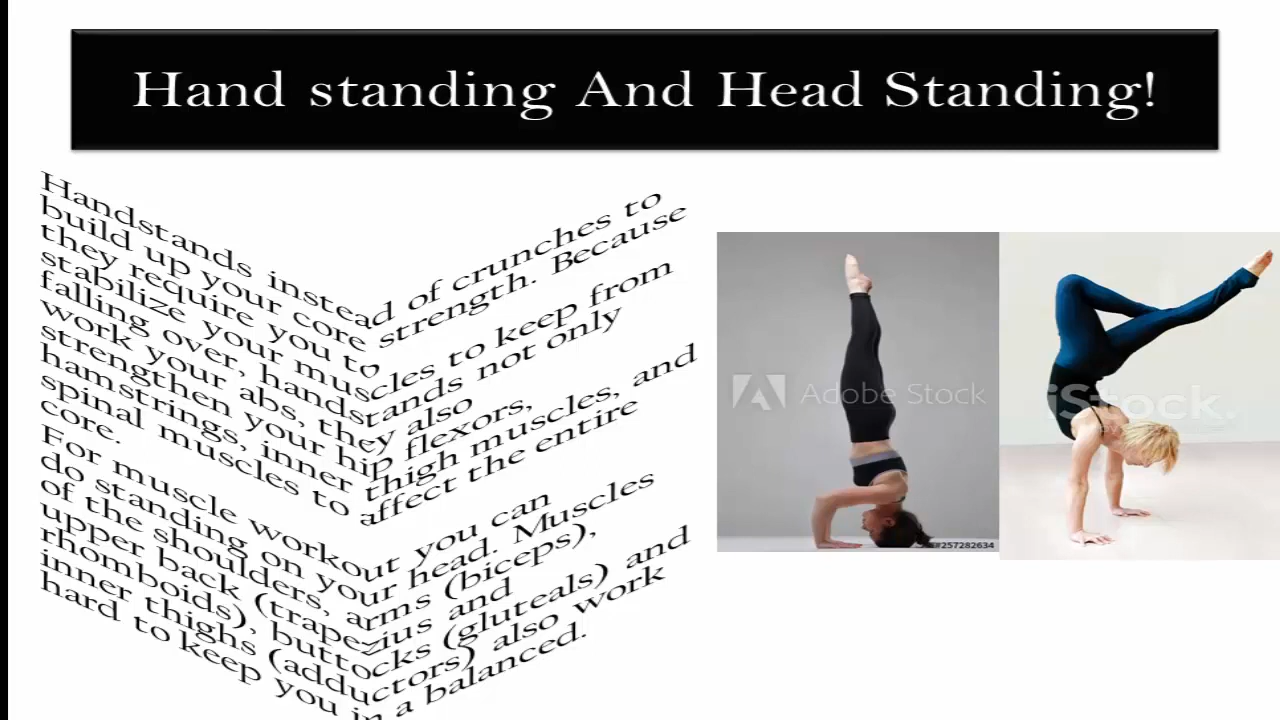 Hand standing And Head Standing!
Handstands instead of crunches to
build up your core strength. Because
they require you to
stabilize your muscles to keep from
falling over, handstands not only
work your abs, they also
strengthen your hip flexors,
hamstrings, inner thigh muscles, and
spinal muscles to affect the entire
core.
For muscle workout you can
do standing on your head. Muscles
of the shoulders, arms (biceps),
upper back (trapezius and
rhomboids), buttocks (gluteals) and
inner thighs (adductors) also work
hard to keep you in a balanced.
Adobe Stock
#257282634
iStock.